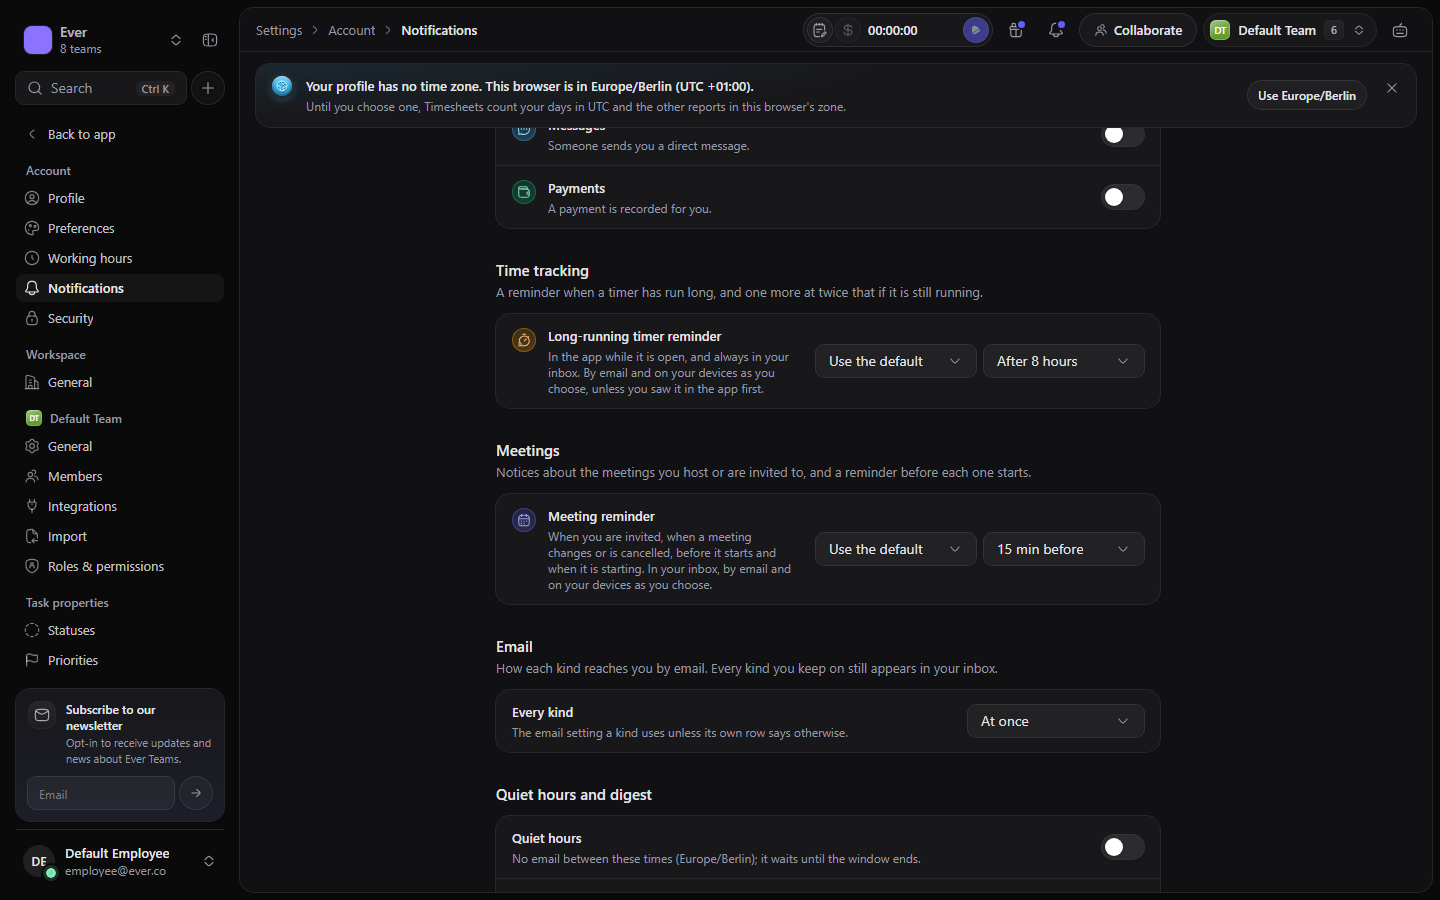 Ever
8 teams
Search
Ctrl K
Back to app
Account
Profile
Preferences
Working hours
Notifications
Security
Workspace
General
DT
Default Team
General
Members
Integrations
Import
Roles & permissions
Task properties
Statuses
Priorities
Subscribe to our
newsletter
Opt-in to receive updates and
news about Ever Teams.
Email
DE
Default Employee
employee@ever.co
Settings > Account > Notifications
00:00:00
Collaborate
DT
Default Team
6
Your profile has no time zone. This browser is in Europe/Berlin (UTC +01:00).
Until you choose one, Timesheets count your days in UTC and the other reports in this browser's zone.
Use Europe/Berlin
Messages
Someone sends you a direct message.
Payments
A payment is recorded for you.
Time tracking
A reminder when a timer has run long, and one more at twice that if it is still running.
Long-running timer reminder
In the app while it is open, and always in your
inbox. By email and on your devices as you
choose, unless you saw it in the app first.
Use the default
After 8 hours
Meetings
Notices about the meetings you host or are invited to, and a reminder before each one starts.
Meeting reminder
When you are invited, when a meeting
changes or is cancelled, before it starts and
when it is starting. In your inbox, by email and
on your devices as you choose.
Use the default
15 min before
Email
How each kind reaches you by email. Every kind you keep on still appears in your inbox.
Every kind
The email setting a kind uses unless its own row says otherwise.
At once
Quiet hours and digest
Quiet hours
No email between these times (Europe/Berlin); it waits until the window ends.